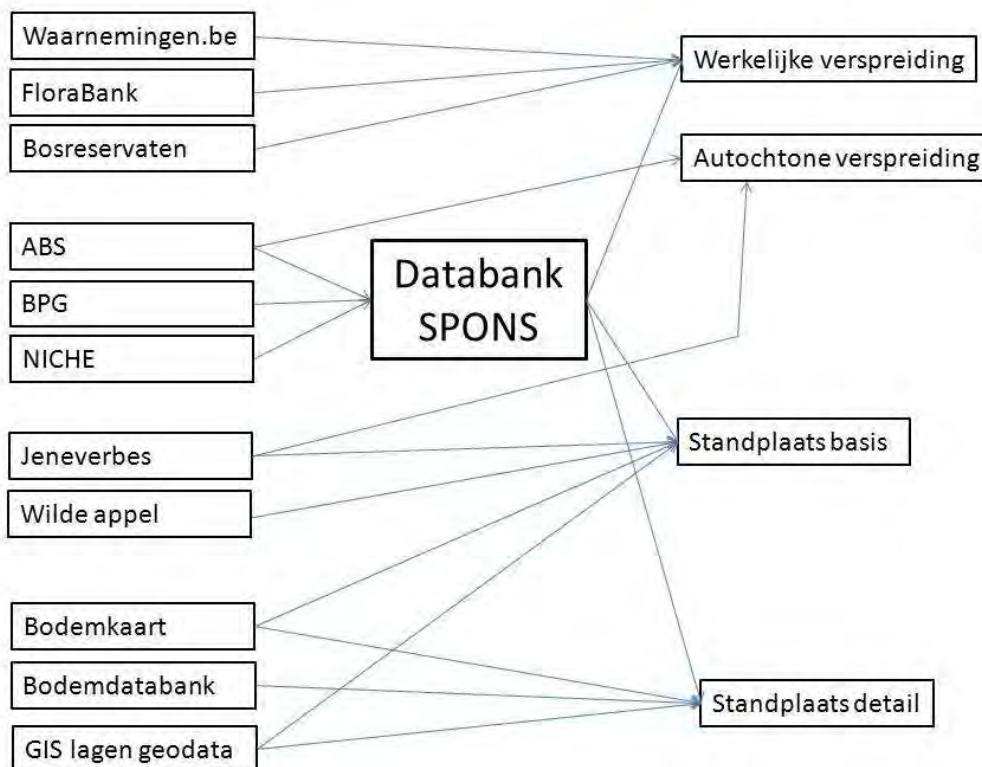 Waarnemingen.be
FloraBank
Bosreservaten
ABS
BPG
NICHE
Jeneverbes
Wilde appel
Bodemkaart
Bodemdatabank
GIS lagen geodata
Databank
SPONS
Werkelijke verspreiding
Autochtone verspreiding
Standplaats basis
Standplaats detail